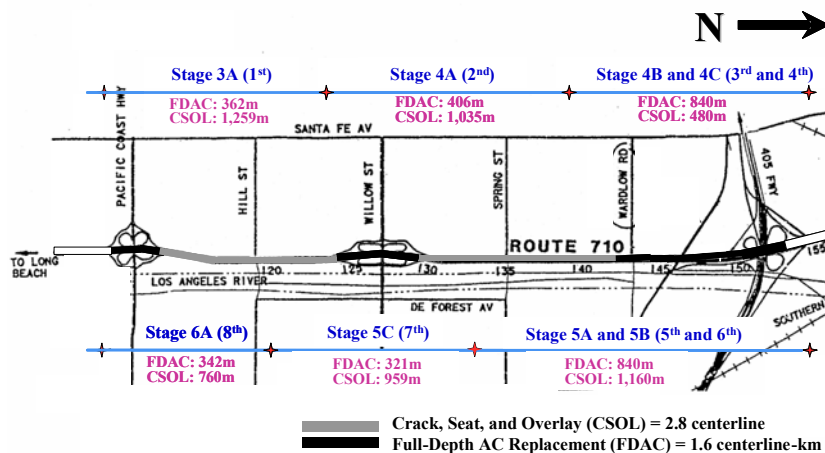 N
Stage 3A (1st)
Stage 4A (2nd)
Stage 4B and 4C (3rd and 4th)
FDAC: 362m
CSOL: 1,259m
FDAC: 406m
CSOL: 1,035m
FDAC: 840m
CSOL: 480m
SANTA FE AV
PACIFIC COAST HWY
HILL ST
WILLOW ST
SPRING ST
WARDLOW RD
405 FWY
ROUTE 710
TO LONG
BEACH
120
125
130
135
140
145
150
155
LOS ANGELES RIVER
DE FOREST AV
SOUTHERN
Stage 6A (8th)
Stage 5C (7th)
Stage 5A and 5B (5th and 6th)
FDAC: 342m
CSOL: 760m
FDAC: 321m
CSOL: 959m
FDAC: 840m
CSOL: 1,160m
Crack, Seat, and Overlay (CSOL) = 2.8 centerline
Full-Depth AC Replacement (FDAC) = 1.6 centerline-km